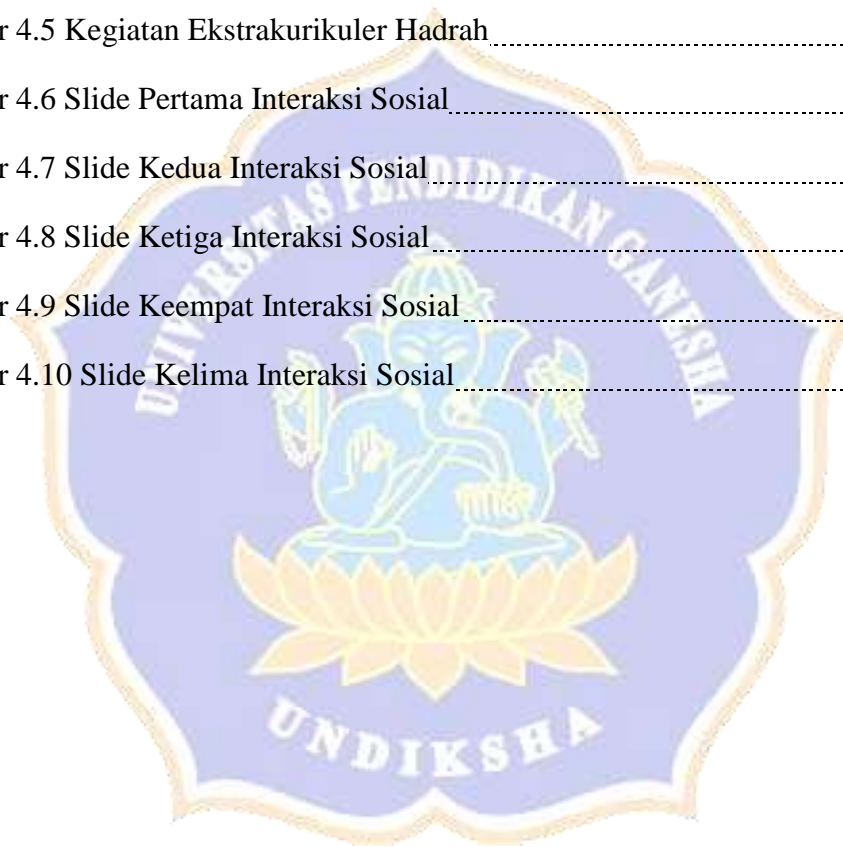 r 4.5 Kegiatan Ekstrakurikuler Hadrah
r 4.6 Slide Pertama Interaksi Sosial
r 4.7 Slide Kedua Interaksi Sosial
r 4.8 Slide Ketiga Interaksi Sosial
r 4.9 Slide Keempat Interaksi Sosial
r 4.10 Slide Kelima Interaksi Sosial
UNIVERSITAS PENDIDIKAN GANESHA
UNDIKSHA